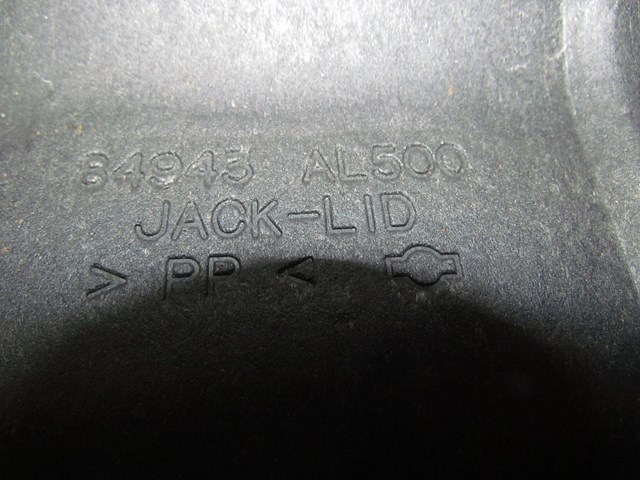 84943 AL500
JACK-LID
> PP <